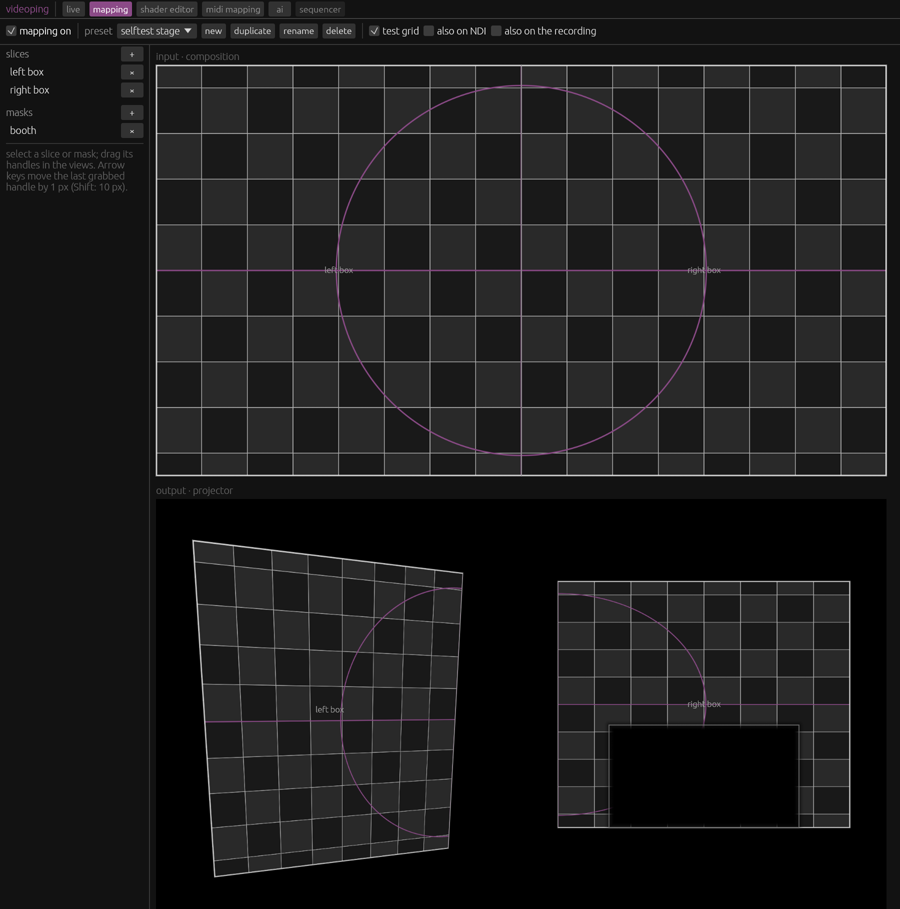 videoping live mapping shader editor midi mapping ai sequencer
mapping on preset selftest stage new duplicate rename delete test grid also on NDI also on the recording
slices +
left box ×
right box ×
masks +
booth ×
select a slice or mask; drag its
handles in the views. Arrow
keys move the last grabbed
handle by 1 px (Shift: 10 px).
input · composition
left box right box
output · projector
left box right box